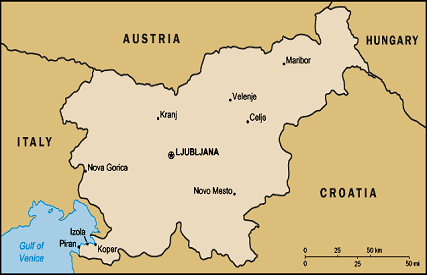 AUSTRIA
HUNGARY
Maribor
Velenje
Kranj
Celje
ITALY
LJUBLJANA
Nova Gorica
Novo Mesto
CROATIA
Izola
Gulf of
Venice
Piran
Koper
0 25 50 km
0 25 50 mi